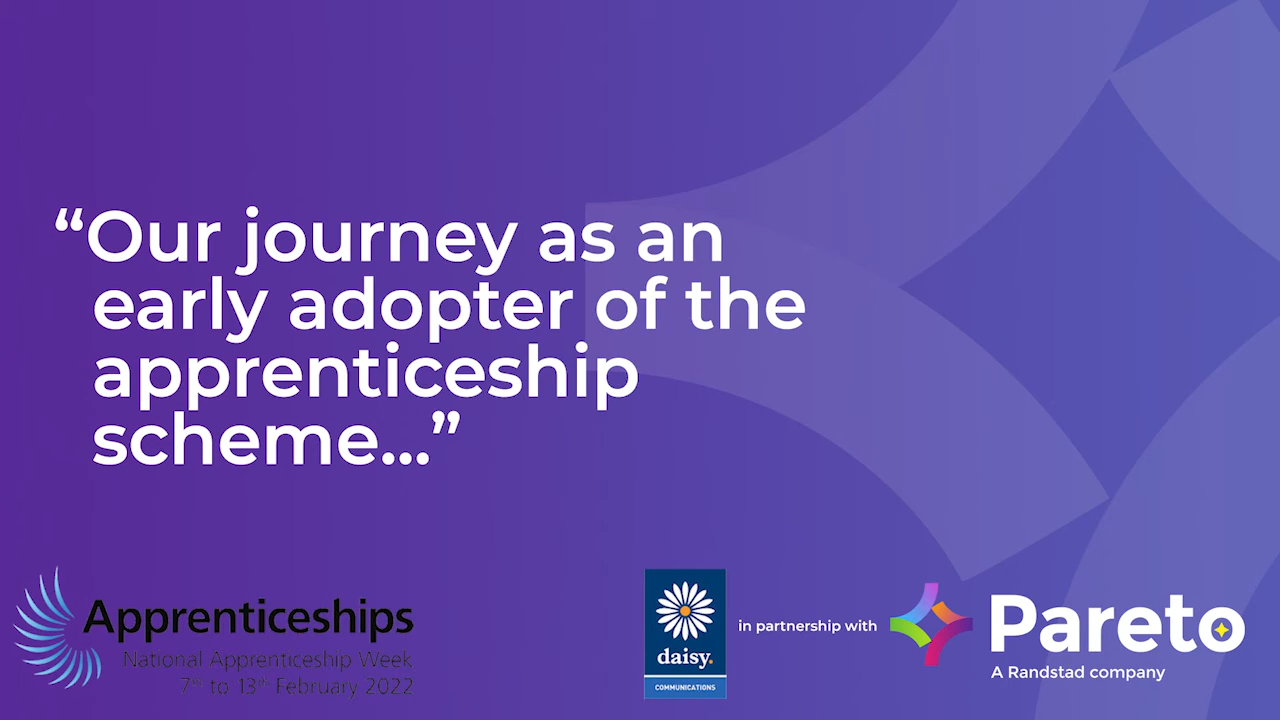 “Our journey as an
early adopter of the
apprenticeship
scheme...”
Apprenticeships
National Apprenticeship Week
7th to 13th February 2022
daisy.
COMMUNICATIONS
in partnership with
Pareto
A Randstad company